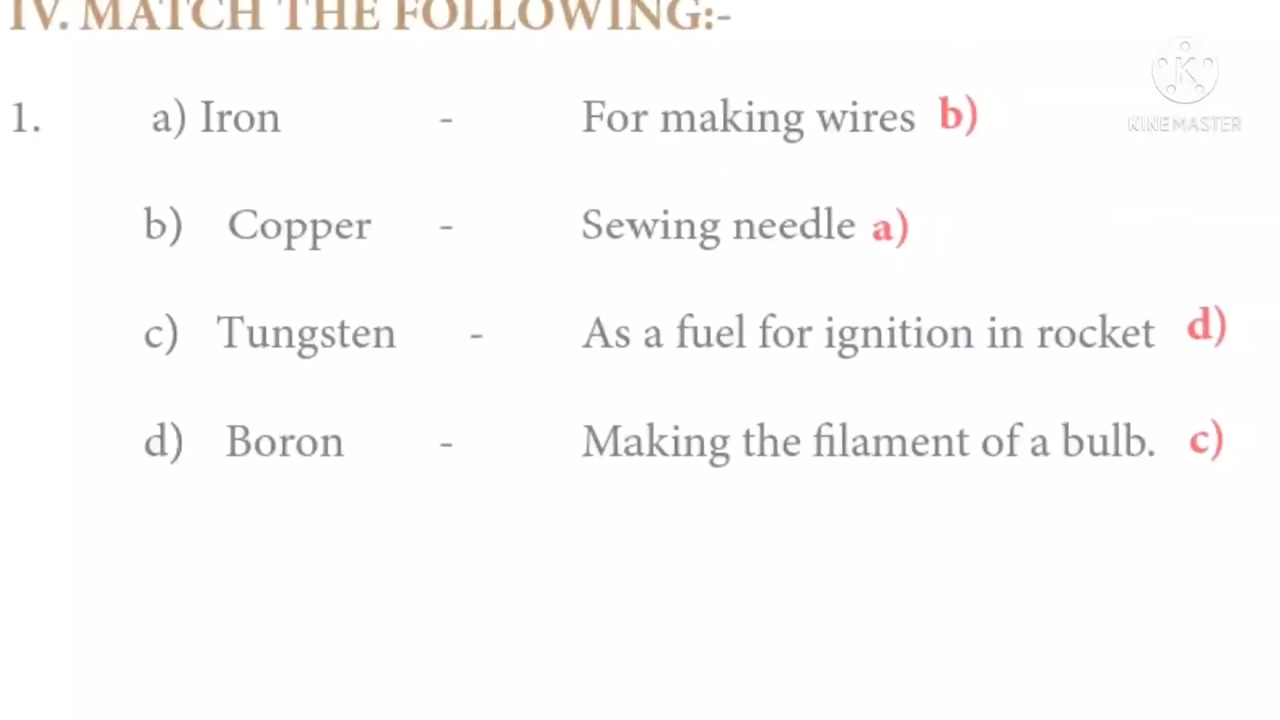 IV. MATCH THE FOLLOWING:-
1. a) Iron - For making wires b)
KINEMASTER
b) Copper - Sewing needle a)
c) Tungsten - As a fuel for ignition in rocket d)
d) Boron - Making the filament of a bulb. c)